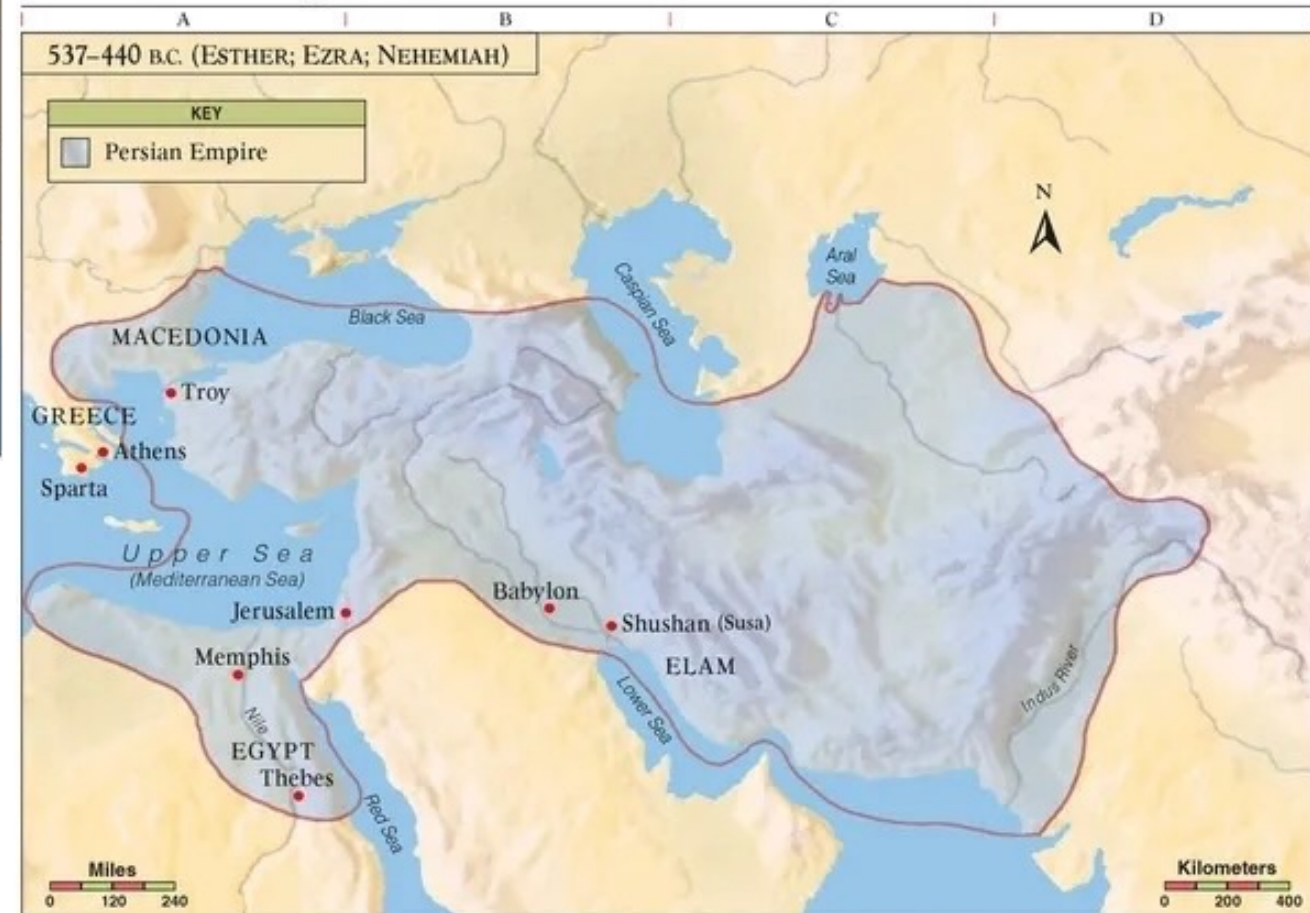 A B C D
537–440 B.C. (ESTHER; EZRA; NEHEMIAH)
KEY
Persian Empire
N
Aral
Sea
Caspian Sea
Black Sea
MACEDONIA
Troy
GREECE
Athens
Sparta
Upper Sea
(Mediterranean Sea)
Jerusalem
Babylon
Shushan (Susa)
ELAM
Memphis
Nile
Lower Sea
Indus River
EGYPT
Thebes
Red Sea
Miles
0 120 240
Kilometers
0 200 400